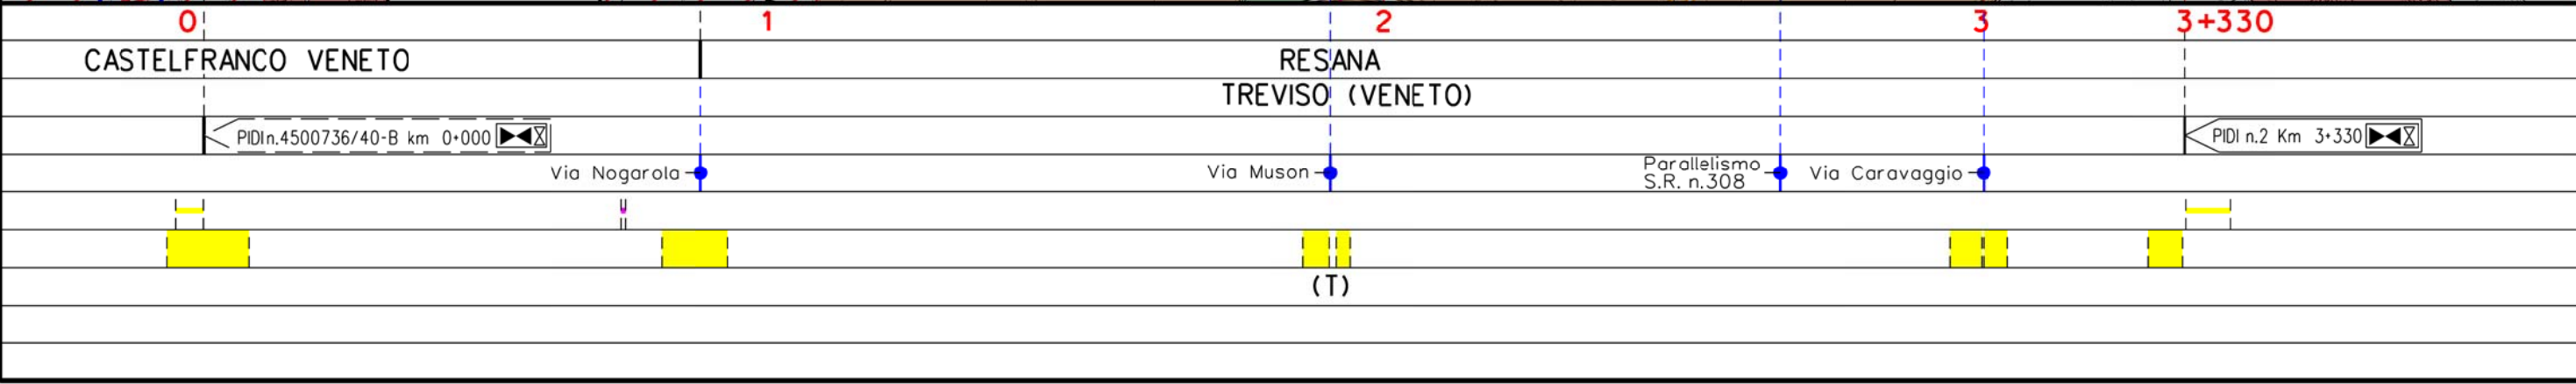 0 1 2 3 3+330
CASTELFRANCO VENETO RESANA
TREVISO (VENETO)
PIDI n.4500736/40-B km 0+000 PIDI n.2 Km 3+330
Via Nogarola Via Muson Parallelismo
S.R. n.308 Via Caravaggio
(T)